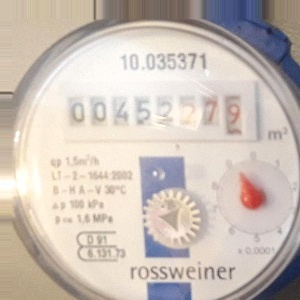 10.035371
00452279
m³
qp 1,5m³/h
LT-2-1644:2002
B-H A-V 30°C
Δp 100 kPa
p= 1,6 MPa
D 91
6.131.73
x 0,0001
rossweiner